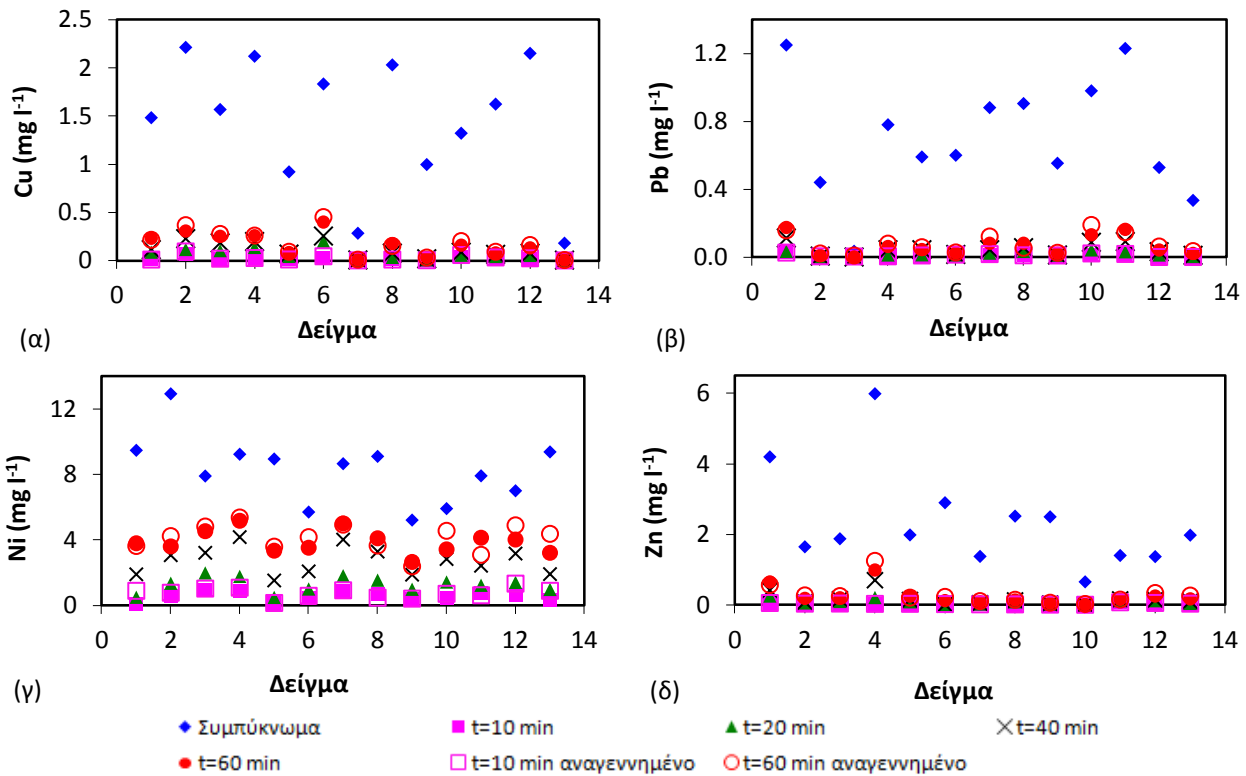 Cu (mg l⁻¹)
2.5
2
1.5
1
0.5
0
0 2 4 6 8 10 12 14
Δείγμα
(α)
Pb (mg l⁻¹)
1.2
0.8
0.4
0.0
0 2 4 6 8 10 12 14
Δείγμα
(β)
Ni (mg l⁻¹)
12
8
4
0
0 2 4 6 8 10 12 14
Δείγμα
(γ)
Zn (mg l⁻¹)
6
4
2
0
0 2 4 6 8 10 12 14
Δείγμα
(δ)
Συμπύκνωμα t=10 min t=20 min t=40 min
t=60 min t=10 min αναγεννημένο t=60 min αναγεννημένο